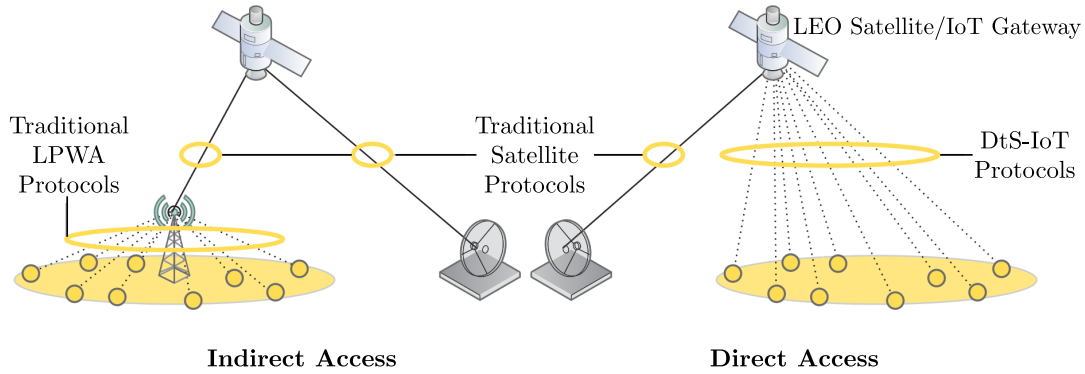 LEO Satellite/IoT Gateway
Traditional
LPWA
Protocols
Traditional
Satellite
Protocols
DtS-IoT
Protocols
Indirect Access
Direct Access